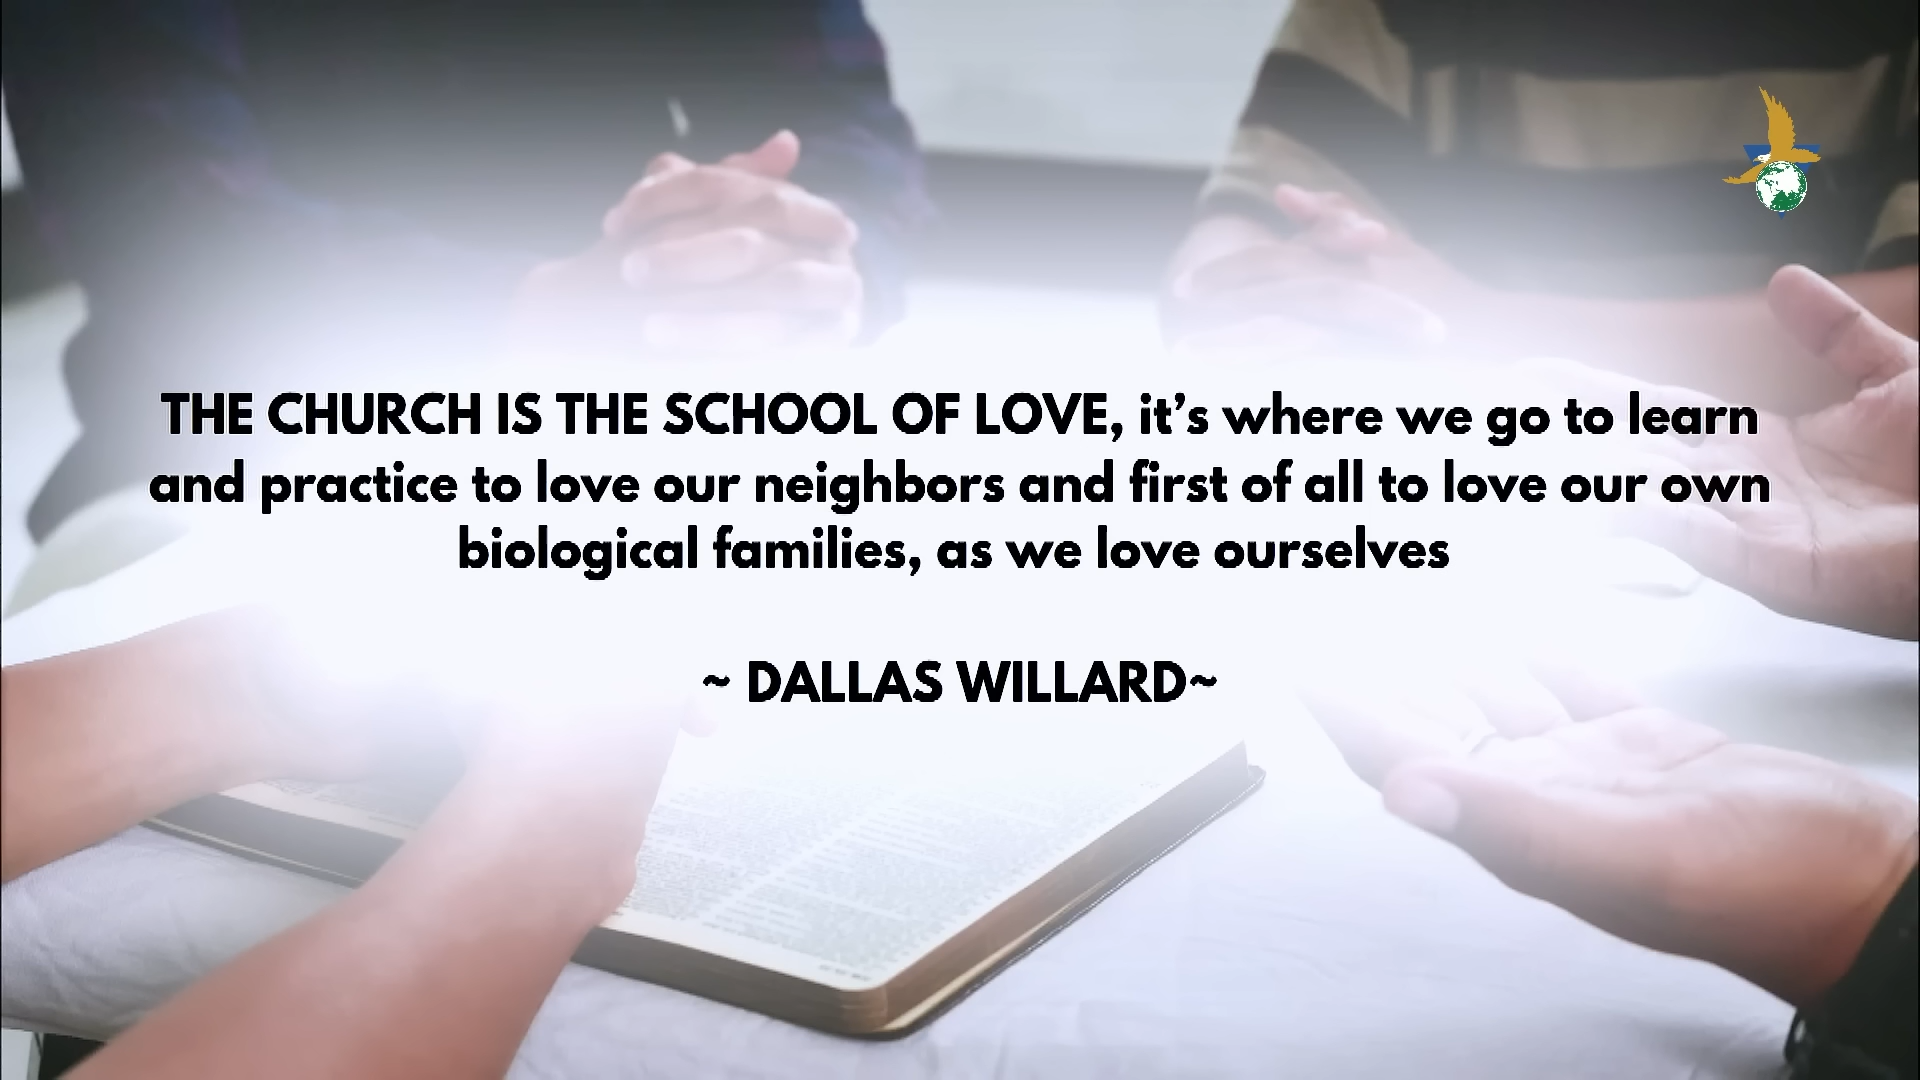 THE CHURCH IS THE SCHOOL OF LOVE, it’s where we go to learn
and practice to love our neighbors and first of all to love our own
biological families, as we love ourselves
~ DALLAS WILLARD~